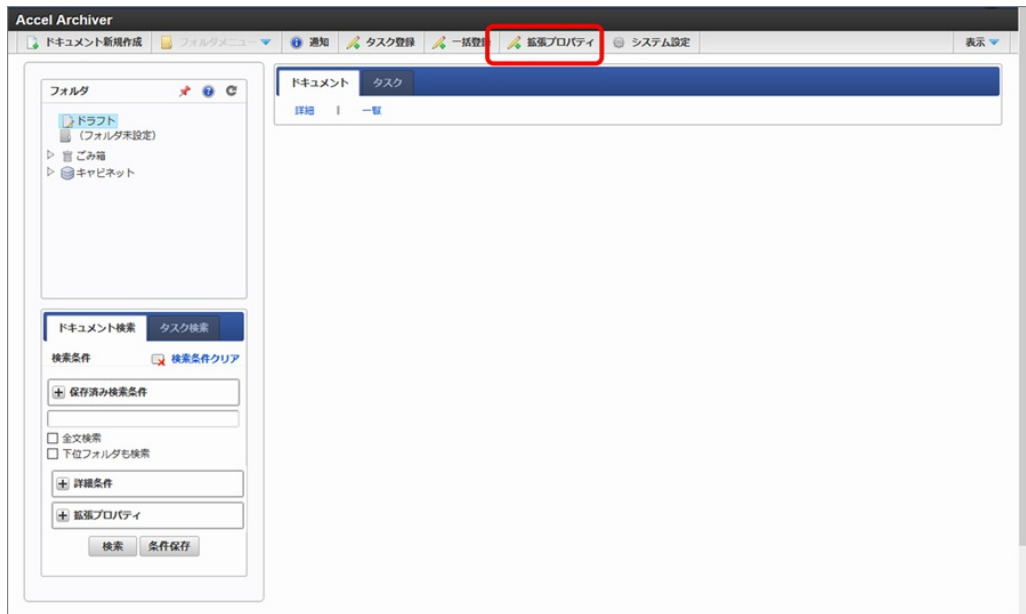 Accel Archiver
ドキュメント新規作成 フォルダメニュー 通知 タスク登録 一括登録 拡張プロパティ システム設定 表示
フォルダ
ドラフト
(フォルダ未設定)
ごみ箱
キャビネット
ドキュメント タスク
詳細 | 一覧
ドキュメント検索 タスク検索
検索条件 検索条件クリア
保存済み検索条件
全文検索
下位フォルダも検索
詳細条件
拡張プロパティ
検索 条件保存